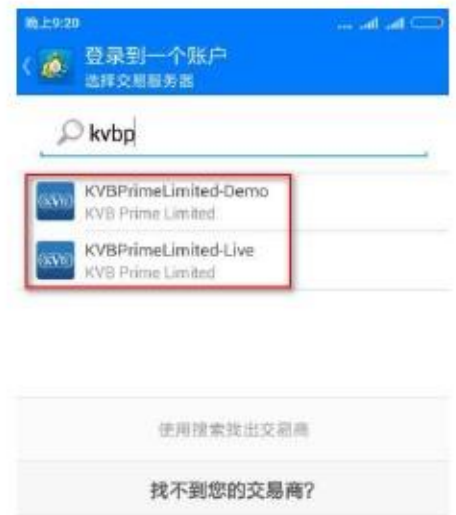 晚上9:20
登录到一个账户
选择交易服务器
kvbp
KVB
KVBPrimeLimited-Demo
KVB Prime Limited
KVB
KVBPrimeLimited-Live
KVB Prime Limited
使用搜索找出交易商
找不到您的交易商?